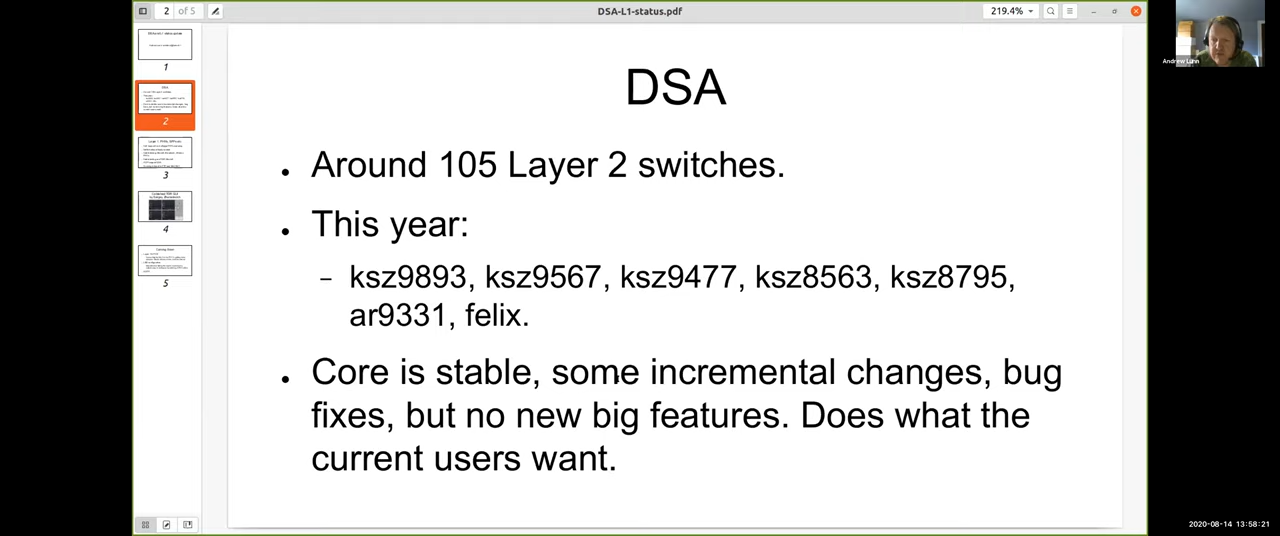 2 of 5
DSA-L1-status.pdf
219.4%
DSA
Around 105 Layer 2 switches.
This year:
– ksz9893, ksz9567, ksz9477, ksz8563, ksz8795,
ar9331, felix.
Core is stable, some incremental changes, bug
fixes, but no new big features. Does what the
current users want.
1
2
3
4
5
Andrew Lunn
2020-08-14 13:58:21